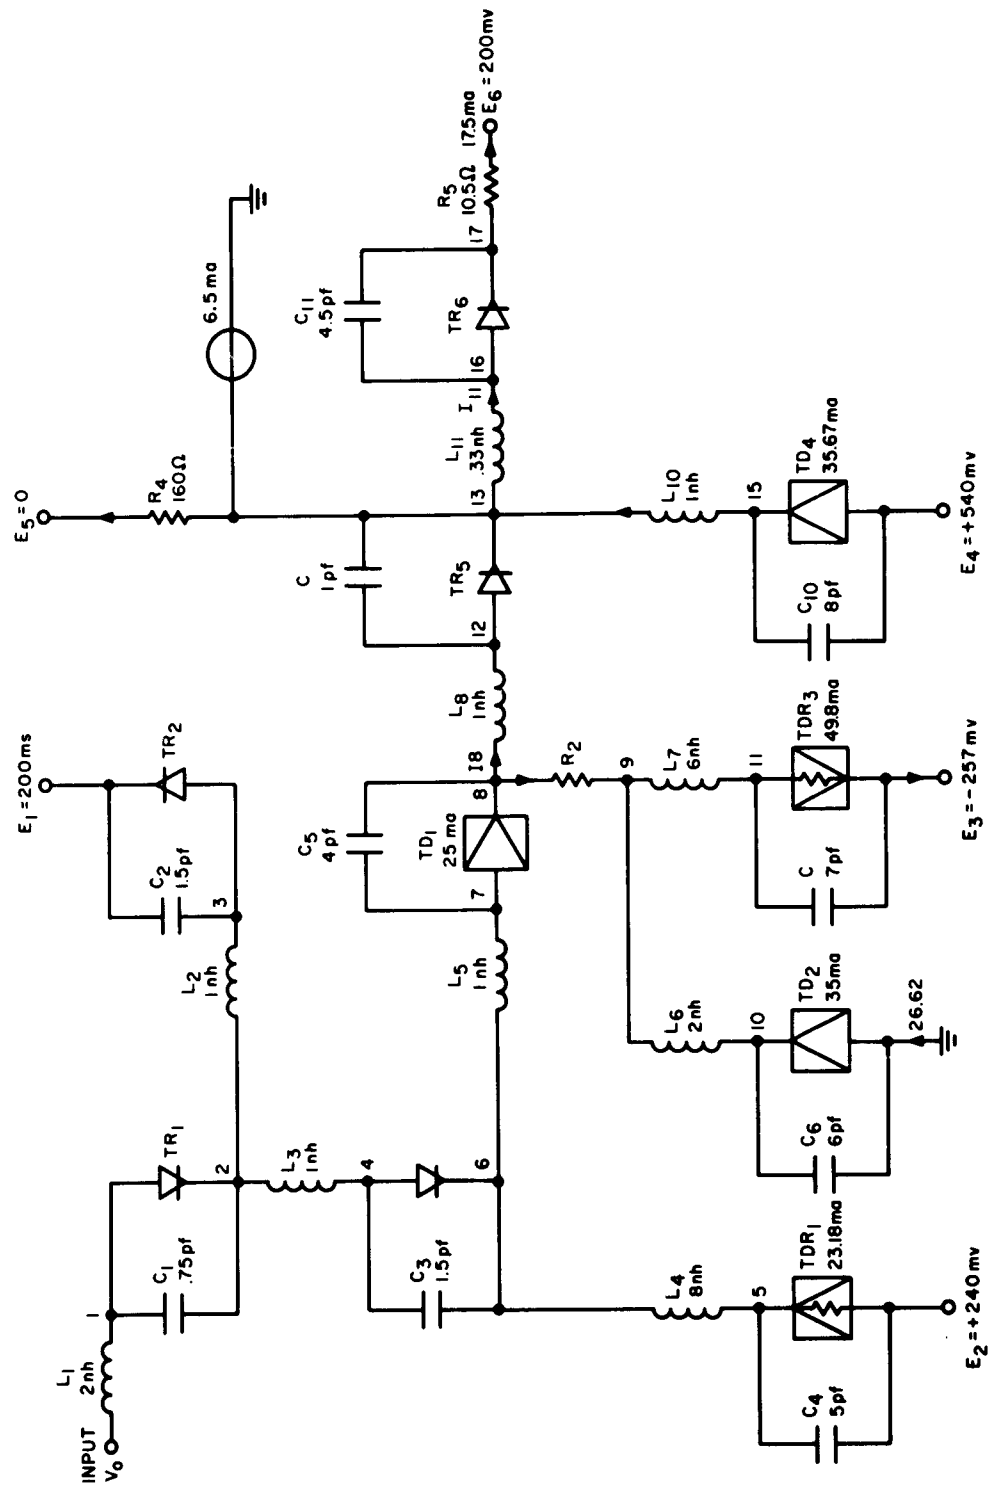 INPUT
V₀
L₁
2nh
1
C₁
.75pf
TR₁
2
L₂
1nh
3
C₂
1.5pf
TR₂
E₁=200ms
L₃
1nh
4
C₃
1.5pf
6
L₄
8nh
5
C₄
5pf
TDR₁
23.18ma
E₂=+240mv
L₅
1nh
7
C₅
4pf
TD₁
25ma
8
I8
R₂
9
L₆
2nh
10
C₆
6pf
TD₂
35ma
26.62
L₇
6nh
11
C
7pf
TDR₃
49.8ma
E₃=-257mv
L₈
1nh
12
C
1pf
TR₅
13
E₅=0
R₄
160Ω
6.5ma
L₁₀
1nh
15
C₁₀
8pf
TD₄
35.67ma
E₄=+540mv
L₁₁
.33nh
I₁₁
16
C₁₁
4.5pf
TR₆
17
R₅
10.5Ω
17.5ma
E₆=200mv